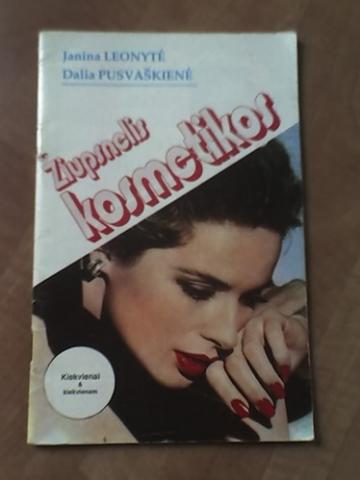 Janina LEONYTĖ
Dalia PUSVAŠKIENĖ
Žiupsnelis
kosmetikos
Kiekvienai
&
kiekvienam